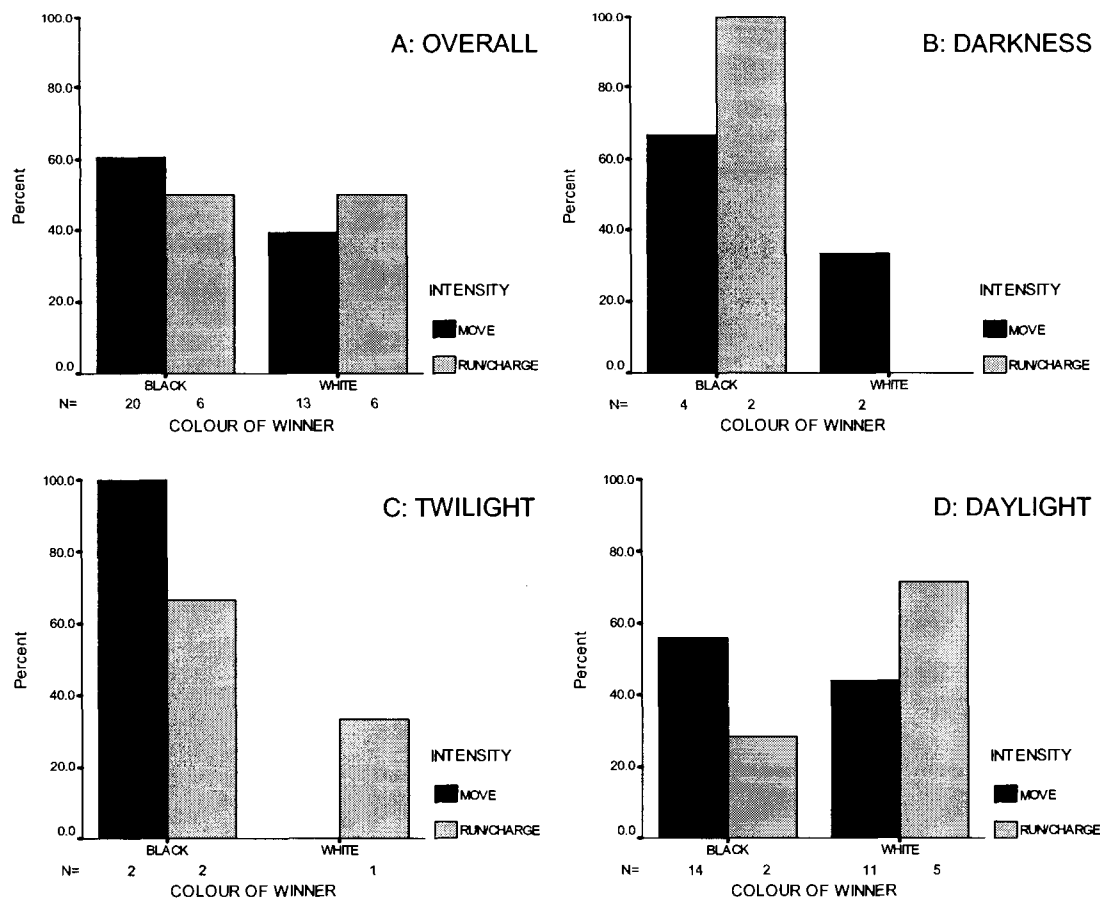 A: OVERALL
100.0
80.0
60.0
40.0
20.0
0.0
Percent
INTENSITY
MOVE
RUN/CHARGE
BLACK WHITE
N= 20 6 13 6
COLOUR OF WINNER
B: DARKNESS
100.0
80.0
60.0
40.0
20.0
0.0
Percent
INTENSITY
MOVE
RUN/CHARGE
BLACK WHITE
N= 4 2 2
COLOUR OF WINNER
C: TWILIGHT
100.0
80.0
60.0
40.0
20.0
0.0
Percent
INTENSITY
MOVE
RUN/CHARGE
BLACK WHITE
N= 2 2 1
COLOUR OF WINNER
D: DAYLIGHT
100.0
80.0
60.0
40.0
20.0
0.0
Percent
INTENSITY
MOVE
RUN/CHARGE
BLACK WHITE
N= 14 2 11 5
COLOUR OF WINNER